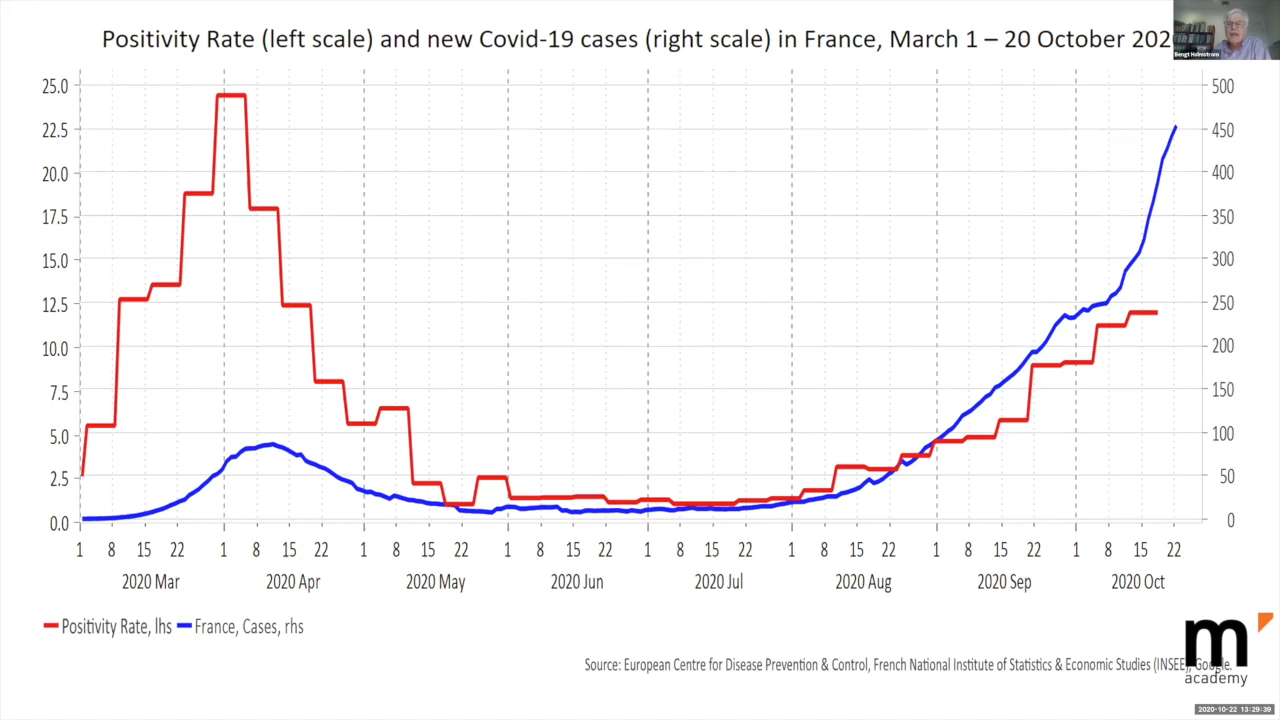 Positivity Rate (left scale) and new Covid-19 cases (right scale) in France, March 1 – 20 October 202
Bengt Holmstrom
25.0 500
22.5 450
20.0 400
17.5 350
15.0 300
12.5 250
10.0 200
7.5 150
5.0 100
2.5 50
0.0 0
1 8 15 22 1 8 15 22 1 8 15 22 1 8 15 22 1 8 15 22 1 8 15 22 1 8 15 22 1 8 15 22
2020 Mar 2020 Apr 2020 May 2020 Jun 2020 Jul 2020 Aug 2020 Sep 2020 Oct
Positivity Rate, lhs France, Cases, rhs
Source: European Centre for Disease Prevention & Control, French National Institute of Statistics & Economic Studies (INSEE), Google.
m
academy
2020-10-22 13:29:39